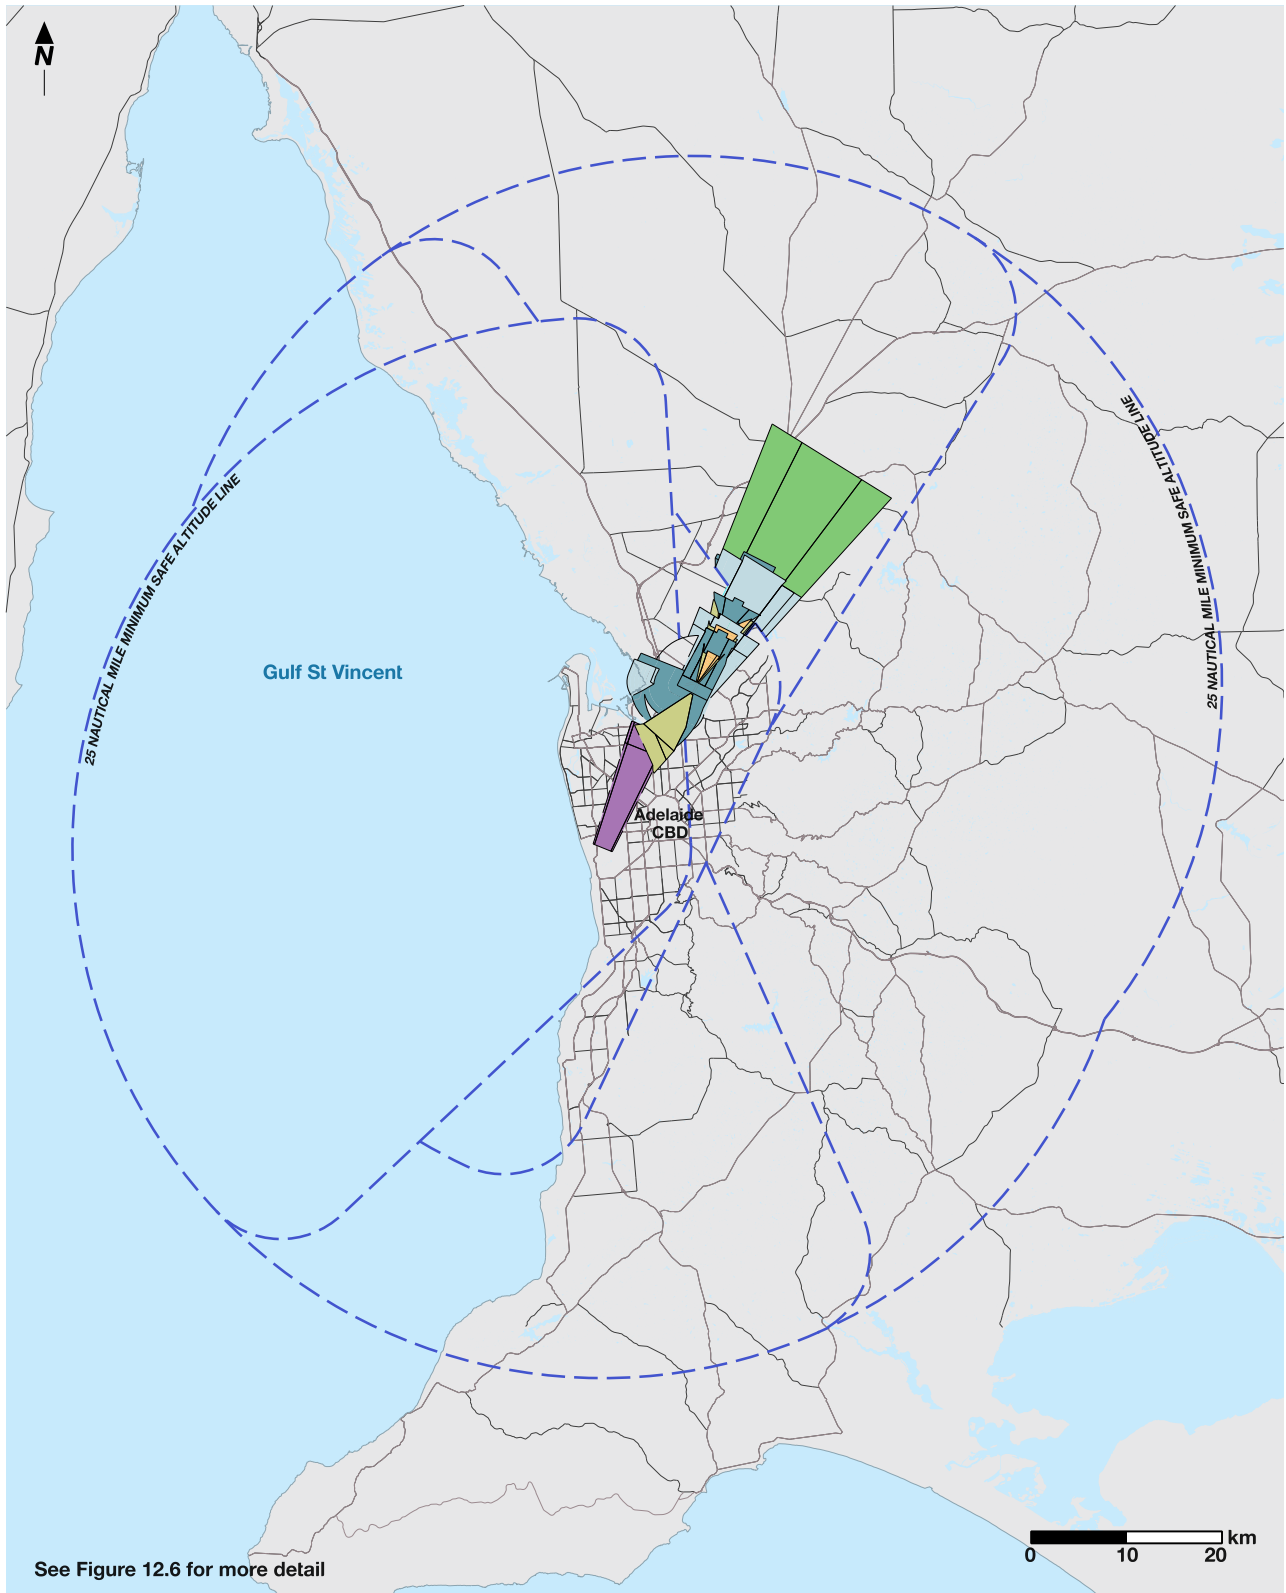 N
25 NAUTICAL MILE MINIMUM SAFE ALTITUDE LINE
25 NAUTICAL MILE MINIMUM SAFE ALTITUDE LINE
Gulf St Vincent
Adelaide
CBD
km
0 10 20
See Figure 12.6 for more detail